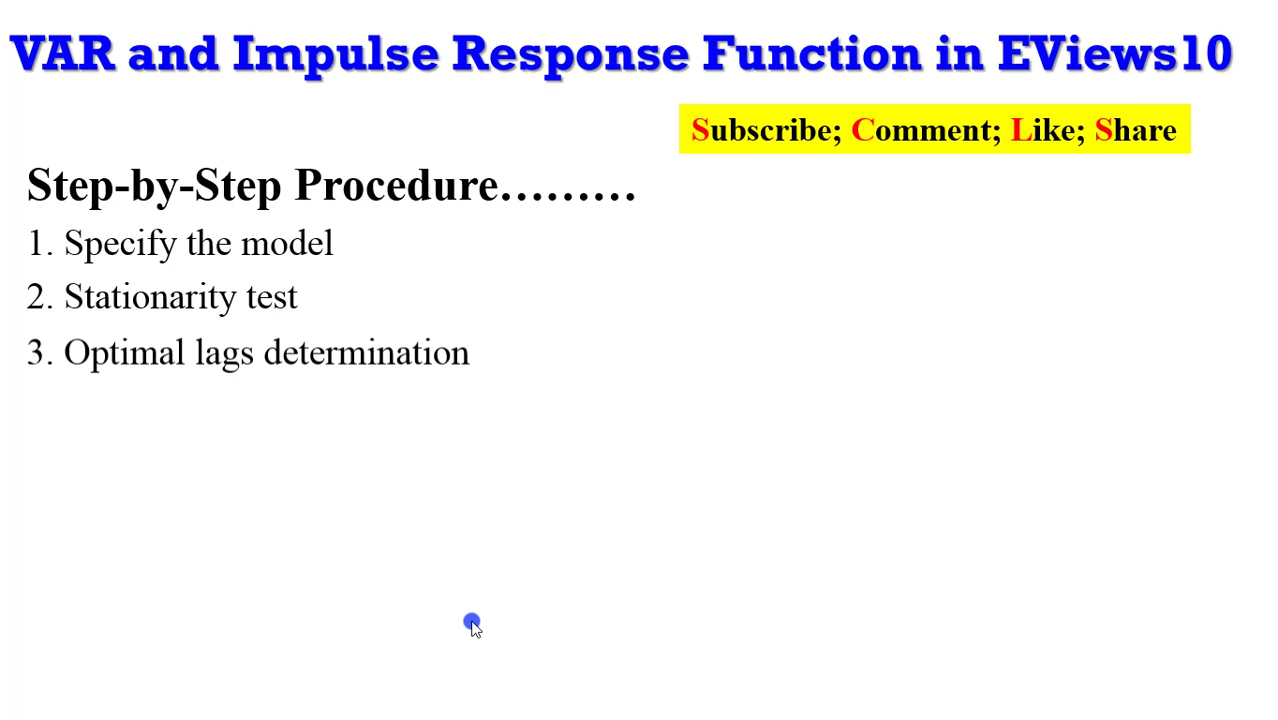 VAR and Impulse Response Function in EViews10
Subscribe; Comment; Like; Share
Step-by-Step Procedure………
1. Specify the model
2. Stationarity test
3. Optimal lags determination